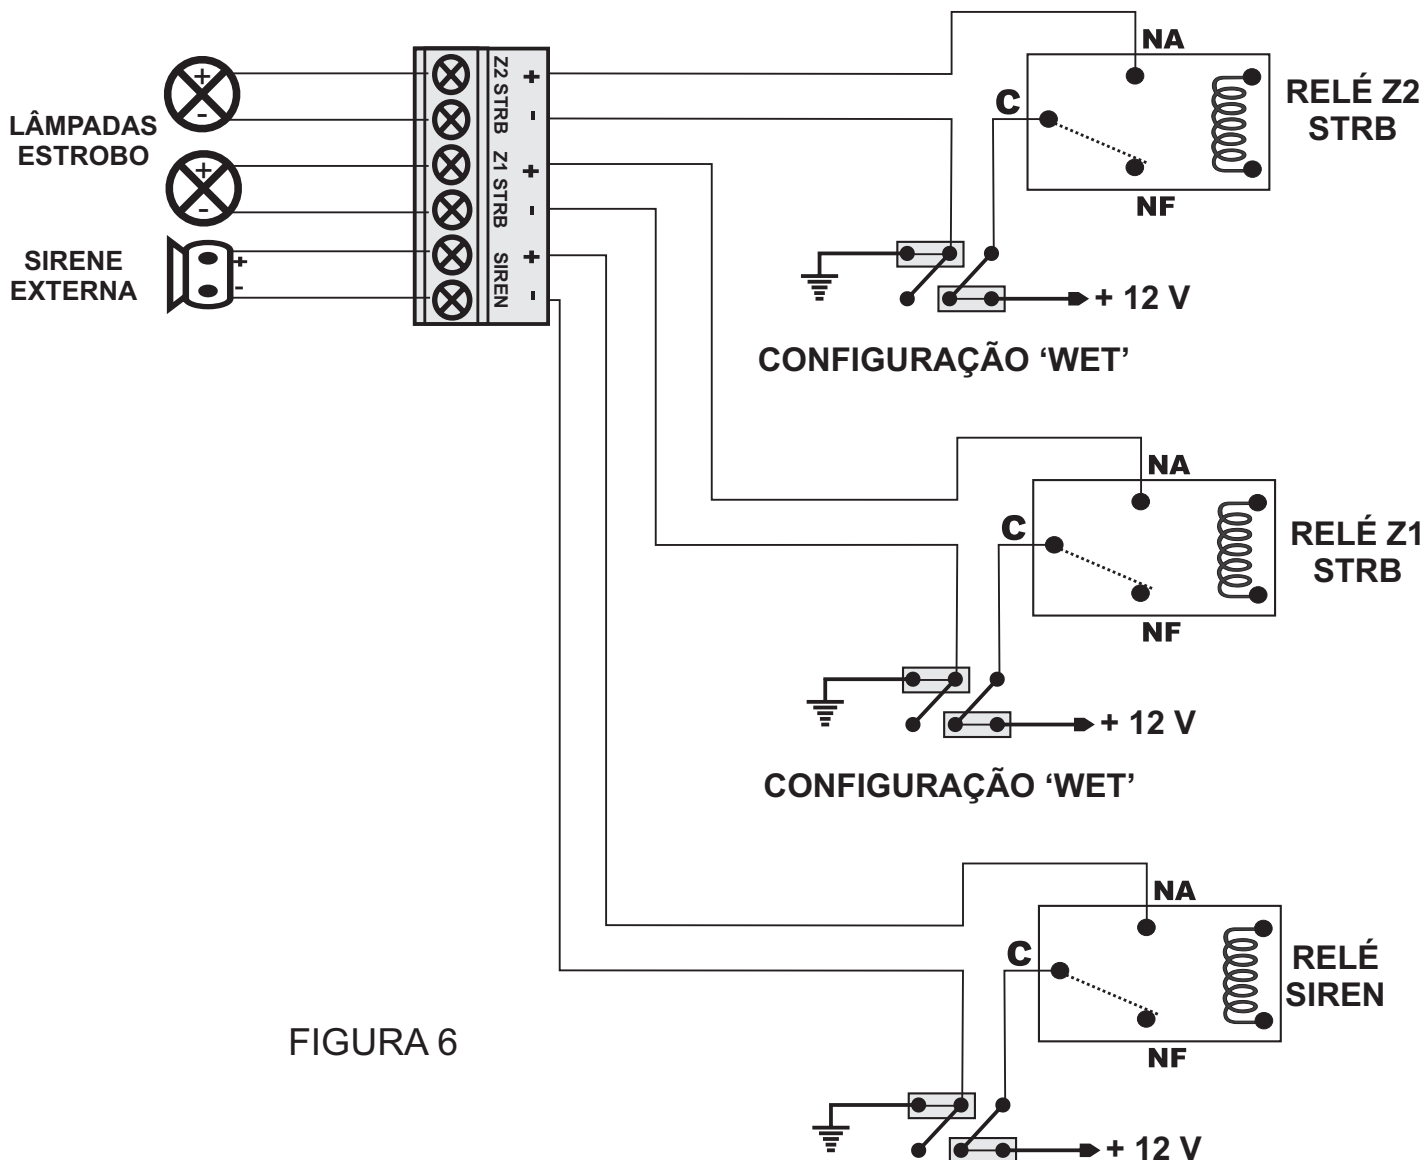 NA
RELÉ Z2
STRB
C
NF
LÂMPADAS
ESTROBO
SIRENE
EXTERNA
+
-
+
-
+
-
Z2 STRB
Z1 STRB
SIREN
+
-
+
-
+
-
+ 12 V
CONFIGURAÇÃO ‘WET’
NA
RELÉ Z1
STRB
C
NF
+ 12 V
CONFIGURAÇÃO ‘WET’
NA
RELÉ
SIREN
C
NF
+ 12 V
FIGURA 6